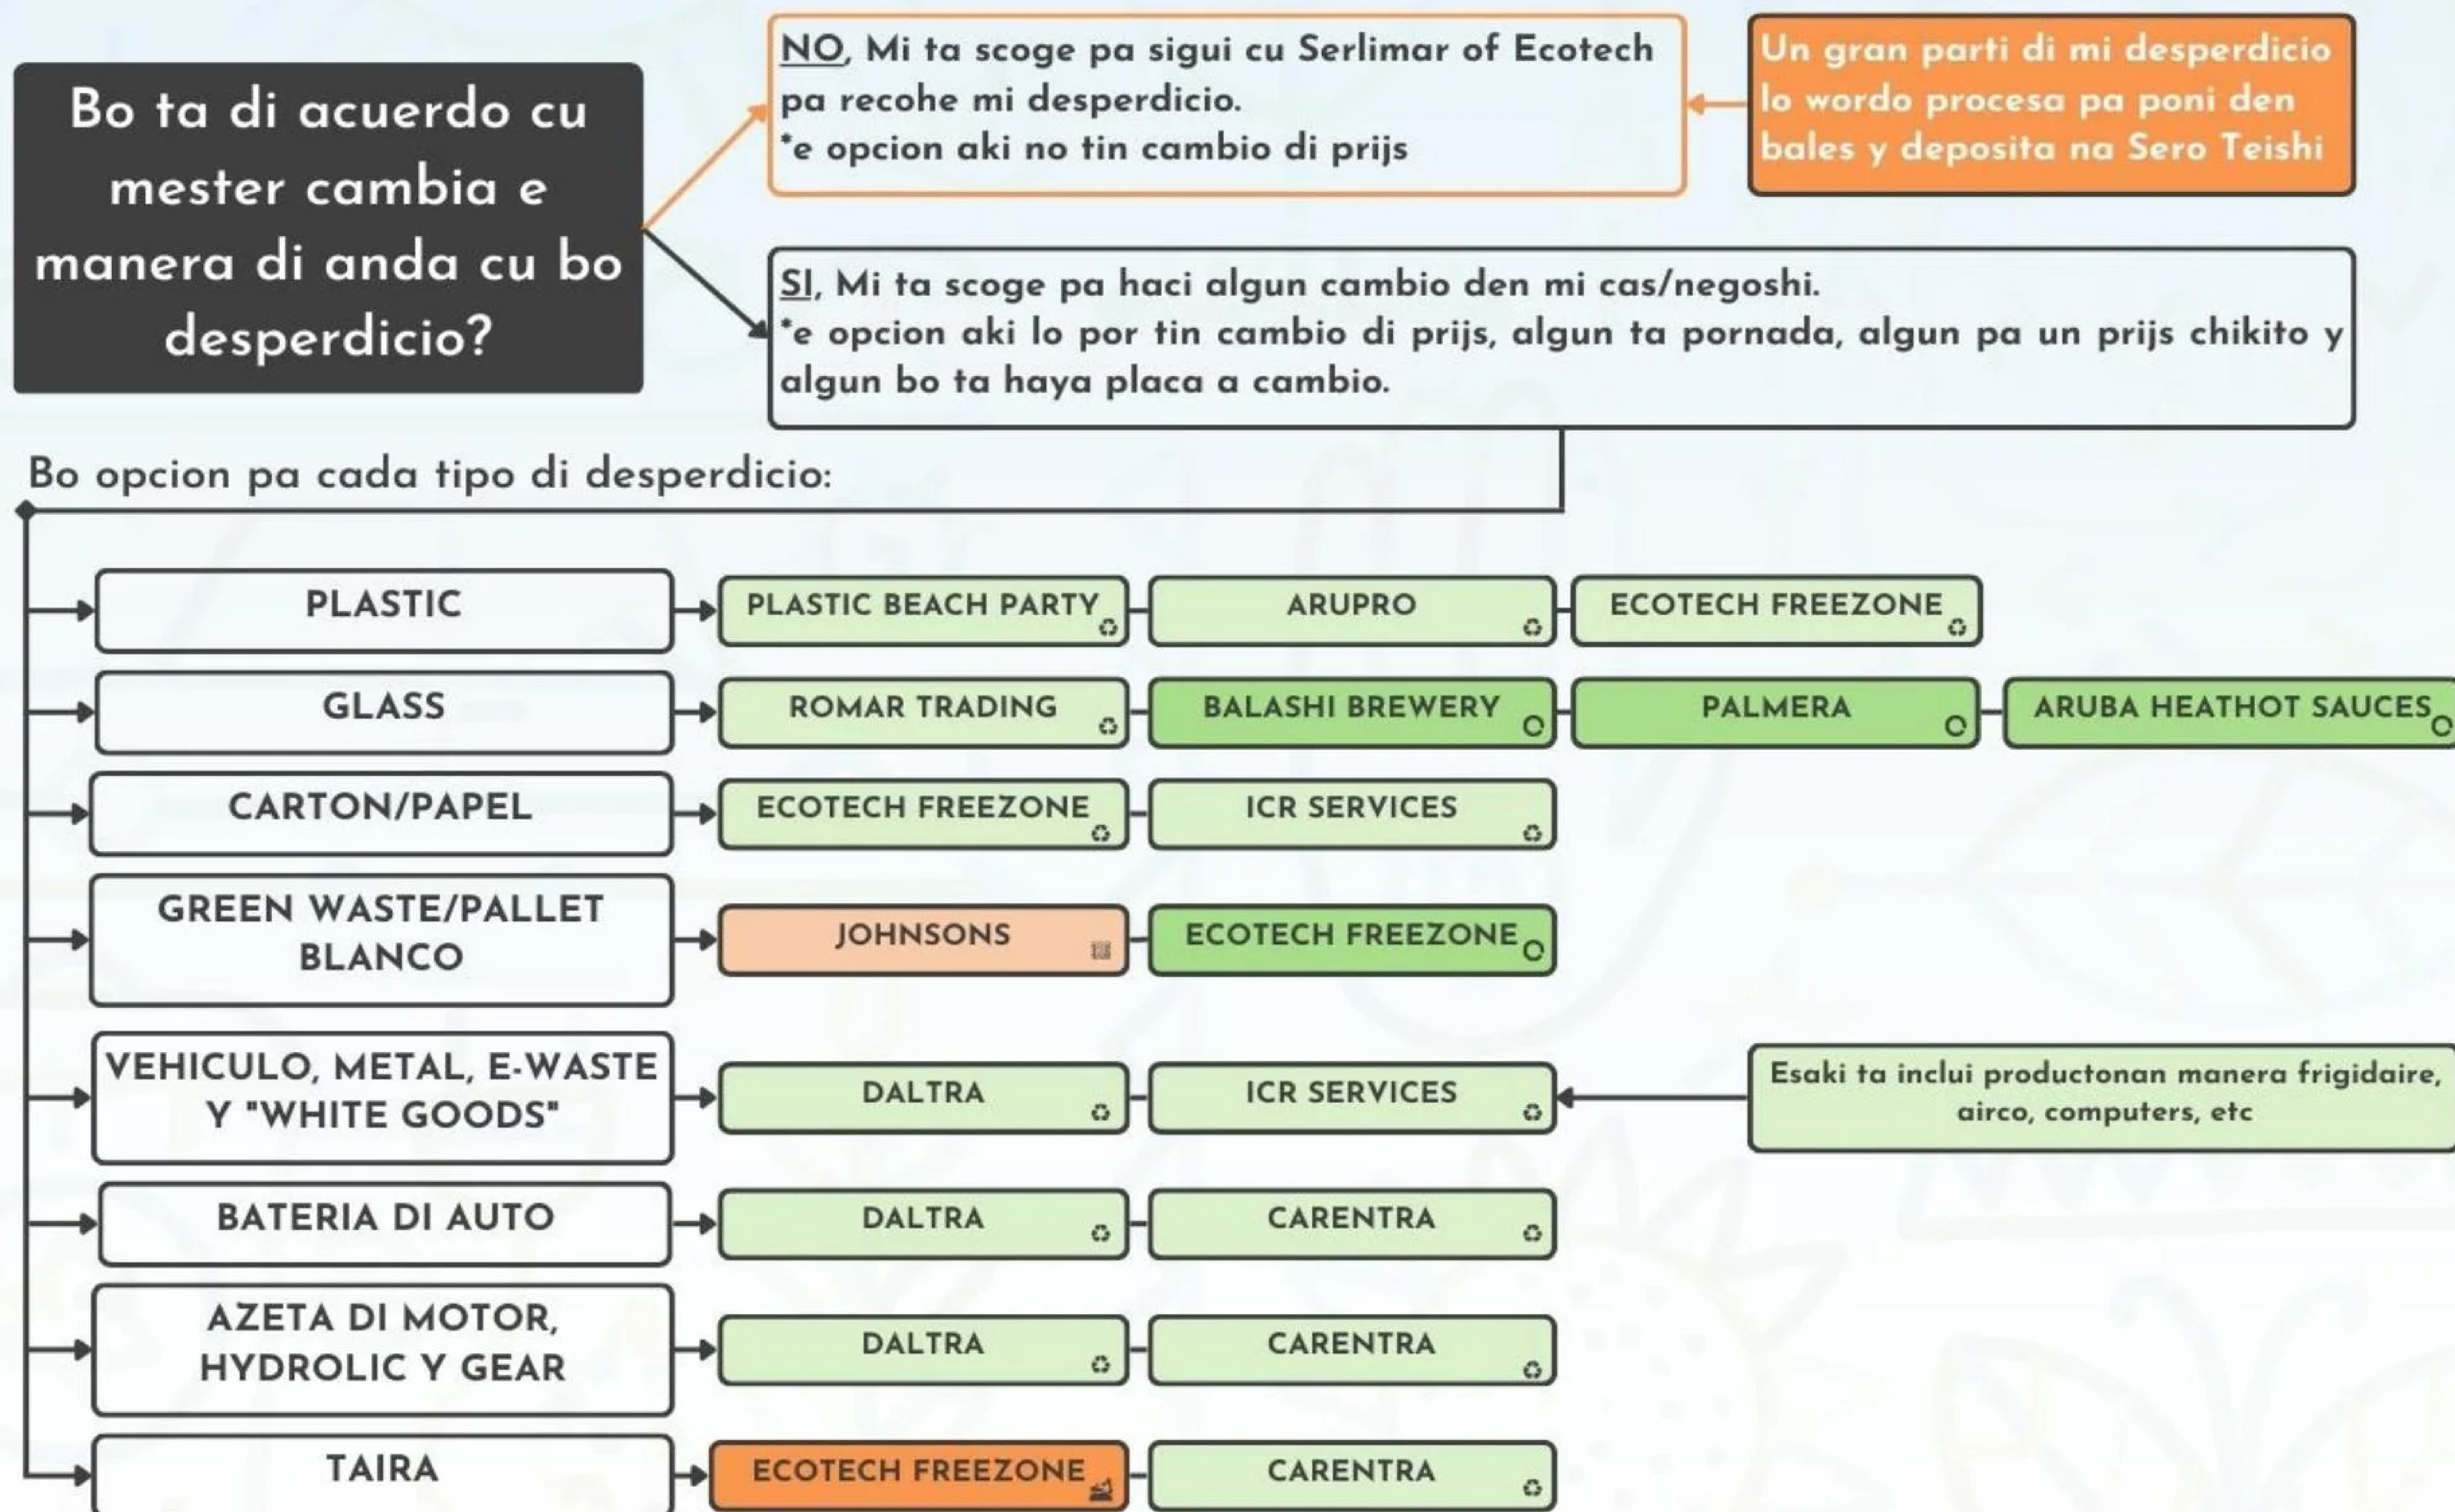 Bo ta di acuerdo cu
mester cambia e
manera di anda cu bo
desperdicio?
NO, Mi ta scoge pa sigui cu Serlimar of Ecotech
pa recohe mi desperdicio.
*e opcion aki no tin cambio di prijs
Un gran parti di mi desperdicio
lo wordo procesa pa poni den
bales y deposita na Sero Teishi
SI, Mi ta scoge pa haci algun cambio den mi cas/negoshi.
*e opcion aki lo por tin cambio di prijs, algun ta pornada, algun pa un prijs chikito y
algun bo ta haya placa a cambio.
Bo opcion pa cada tipo di desperdicio:
PLASTIC
PLASTIC BEACH PARTY
ARUPRO
ECOTECH FREEZONE
GLASS
ROMAR TRADING
BALASHI BREWERY
PALMERA
ARUBA HEATHOT SAUCES
CARTON/PAPEL
ECOTECH FREEZONE
ICR SERVICES
GREEN WASTE/PALLET
BLANCO
JOHNSONS
ECOTECH FREEZONE
VEHICULO, METAL, E-WASTE
Y "WHITE GOODS"
DALTRA
ICR SERVICES
Esaki ta inclui productonan manera frigidaire,
airco, computers, etc
BATERIA DI AUTO
DALTRA
CARENTRA
AZETA DI MOTOR,
HYDROLIC Y GEAR
DALTRA
CARENTRA
TAIRA
ECOTECH FREEZONE
CARENTRA